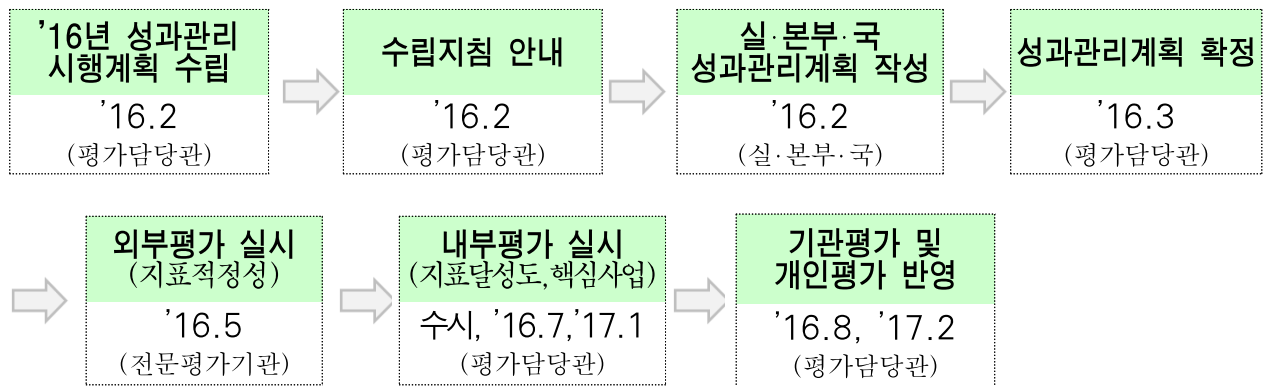 ’16년 성과관리
시행계획 수립
’16.2
(평가담당관)
수립지침 안내
’16.2
(평가담당관)
실·본부·국
성과관리계획 작성
’16.2
(실·본부·국)
성과관리계획 확정
’16.3
(평가담당관)
외부평가 실시
(지표적정성)
’16.5
(전문평가기관)
내부평가 실시
(지표달성도,핵심사업)
수시, ’16.7,’17.1
(평가담당관)
기관평가 및
개인평가 반영
’16.8, ’17.2
(평가담당관)